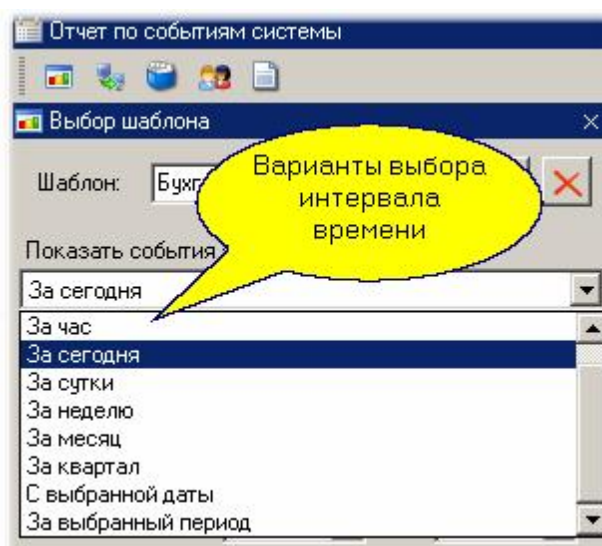 Отчет по событиям системы
Выбор шаблона
Шаблон:
Варианты выбора
интервала
времени
Показать события
За сегодня
За час
За сегодня
За сутки
За неделю
За месяц
За квартал
С выбранной даты
За выбранный период